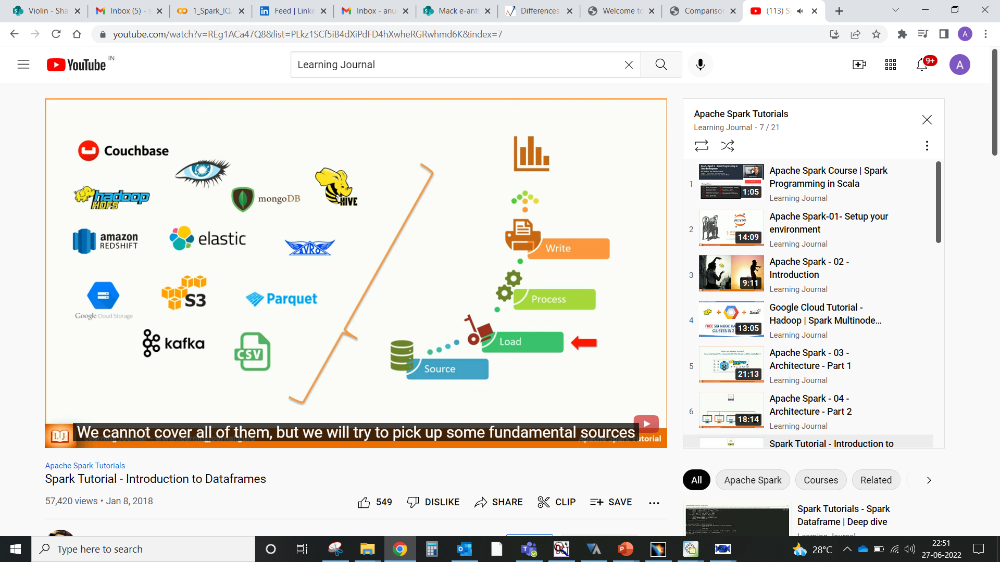 Violin - Sha
Inbox (5) - s
1_Spark_IQ.
Feed | Linke
Inbox - anu
Mack e-ant
Differences
Welcome to
Comparison
(113) S
youtube.com/watch?v=REg1ACa47Q8&list=PLkz1SCf5iB4dXiPdFD4hXwheRGRwhmd6K&index=7
A
YouTube IN
Learning Journal
9+
A
Couchbase
hadoop
HDFS
mongoDB
HIVE
amazon
REDSHIFT
elastic
AVRO
Google Cloud Storage
S3
Parquet
kafka
CSV
Write
Process
Load
Source
LJ
We cannot cover all of them, but we will try to pick up some fundamental sources
Apache Spark Tutorials
Spark Tutorial - Introduction to Dataframes
57,420 views • Jan 8, 2018
549
DISLIKE
SHARE
CLIP
SAVE
Apache Spark Tutorials
Learning Journal - 7 / 21
1
1:05
Apache Spark Course | Spark
Programming in Scala
Learning Journal
2
jupyter
14:09
Apache Spark-01- Setup your
environment
Learning Journal
3
9:11
Apache Spark - 02 -
Introduction
Learning Journal
4
Spark
13:05
Google Cloud Tutorial -
Hadoop | Spark Multinode...
Learning Journal
5
21:13
Apache Spark - 03 -
Architecture - Part 1
Learning Journal
6
18:14
Apache Spark - 04 -
Architecture - Part 2
Learning Journal
Spark Tutorial - Introduction to
All
Apache Spark
Courses
Related
Spark Tutorials - Spark
Dataframe | Deep dive
Learning Journal
Type here to search
28°C
22:51
27-06-2022